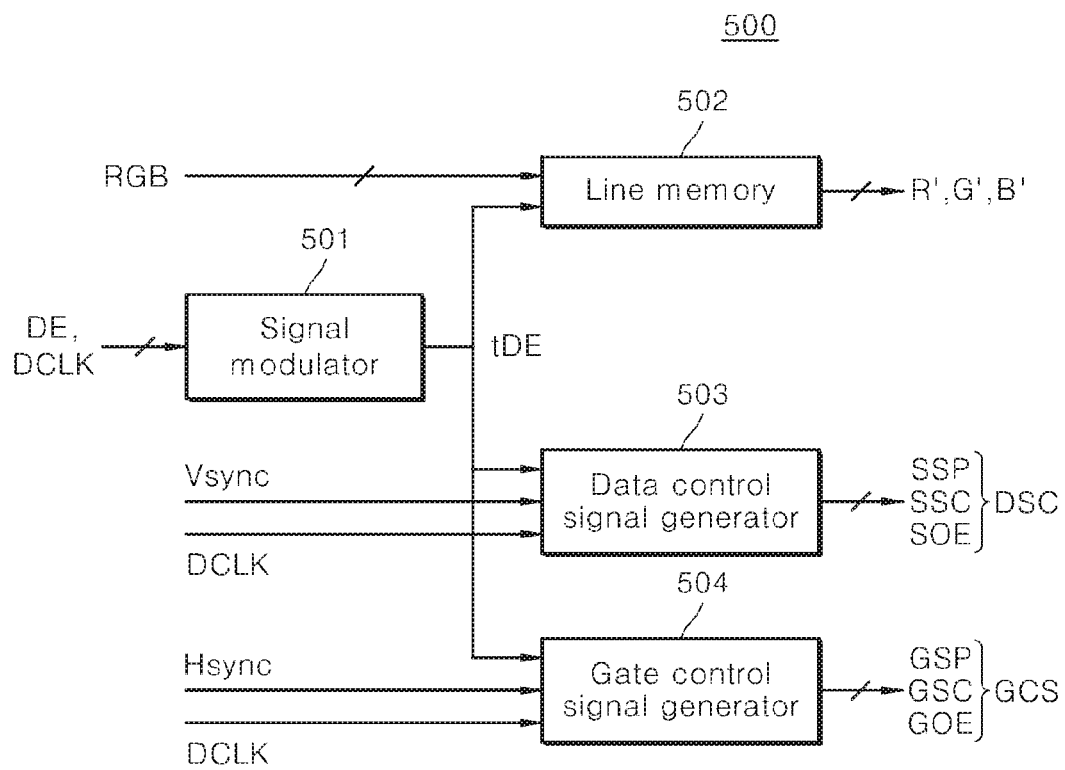 500
502
RGB
Line memory
R',G',B'
501
DE,
DCLK
Signal
modulator
tDE
503
Vsync
DCLK
Data control
signal generator
SSP
SSC
SOE
DSC
504
Hsync
DCLK
Gate control
signal generator
GSP
GSC
GOE
GCS